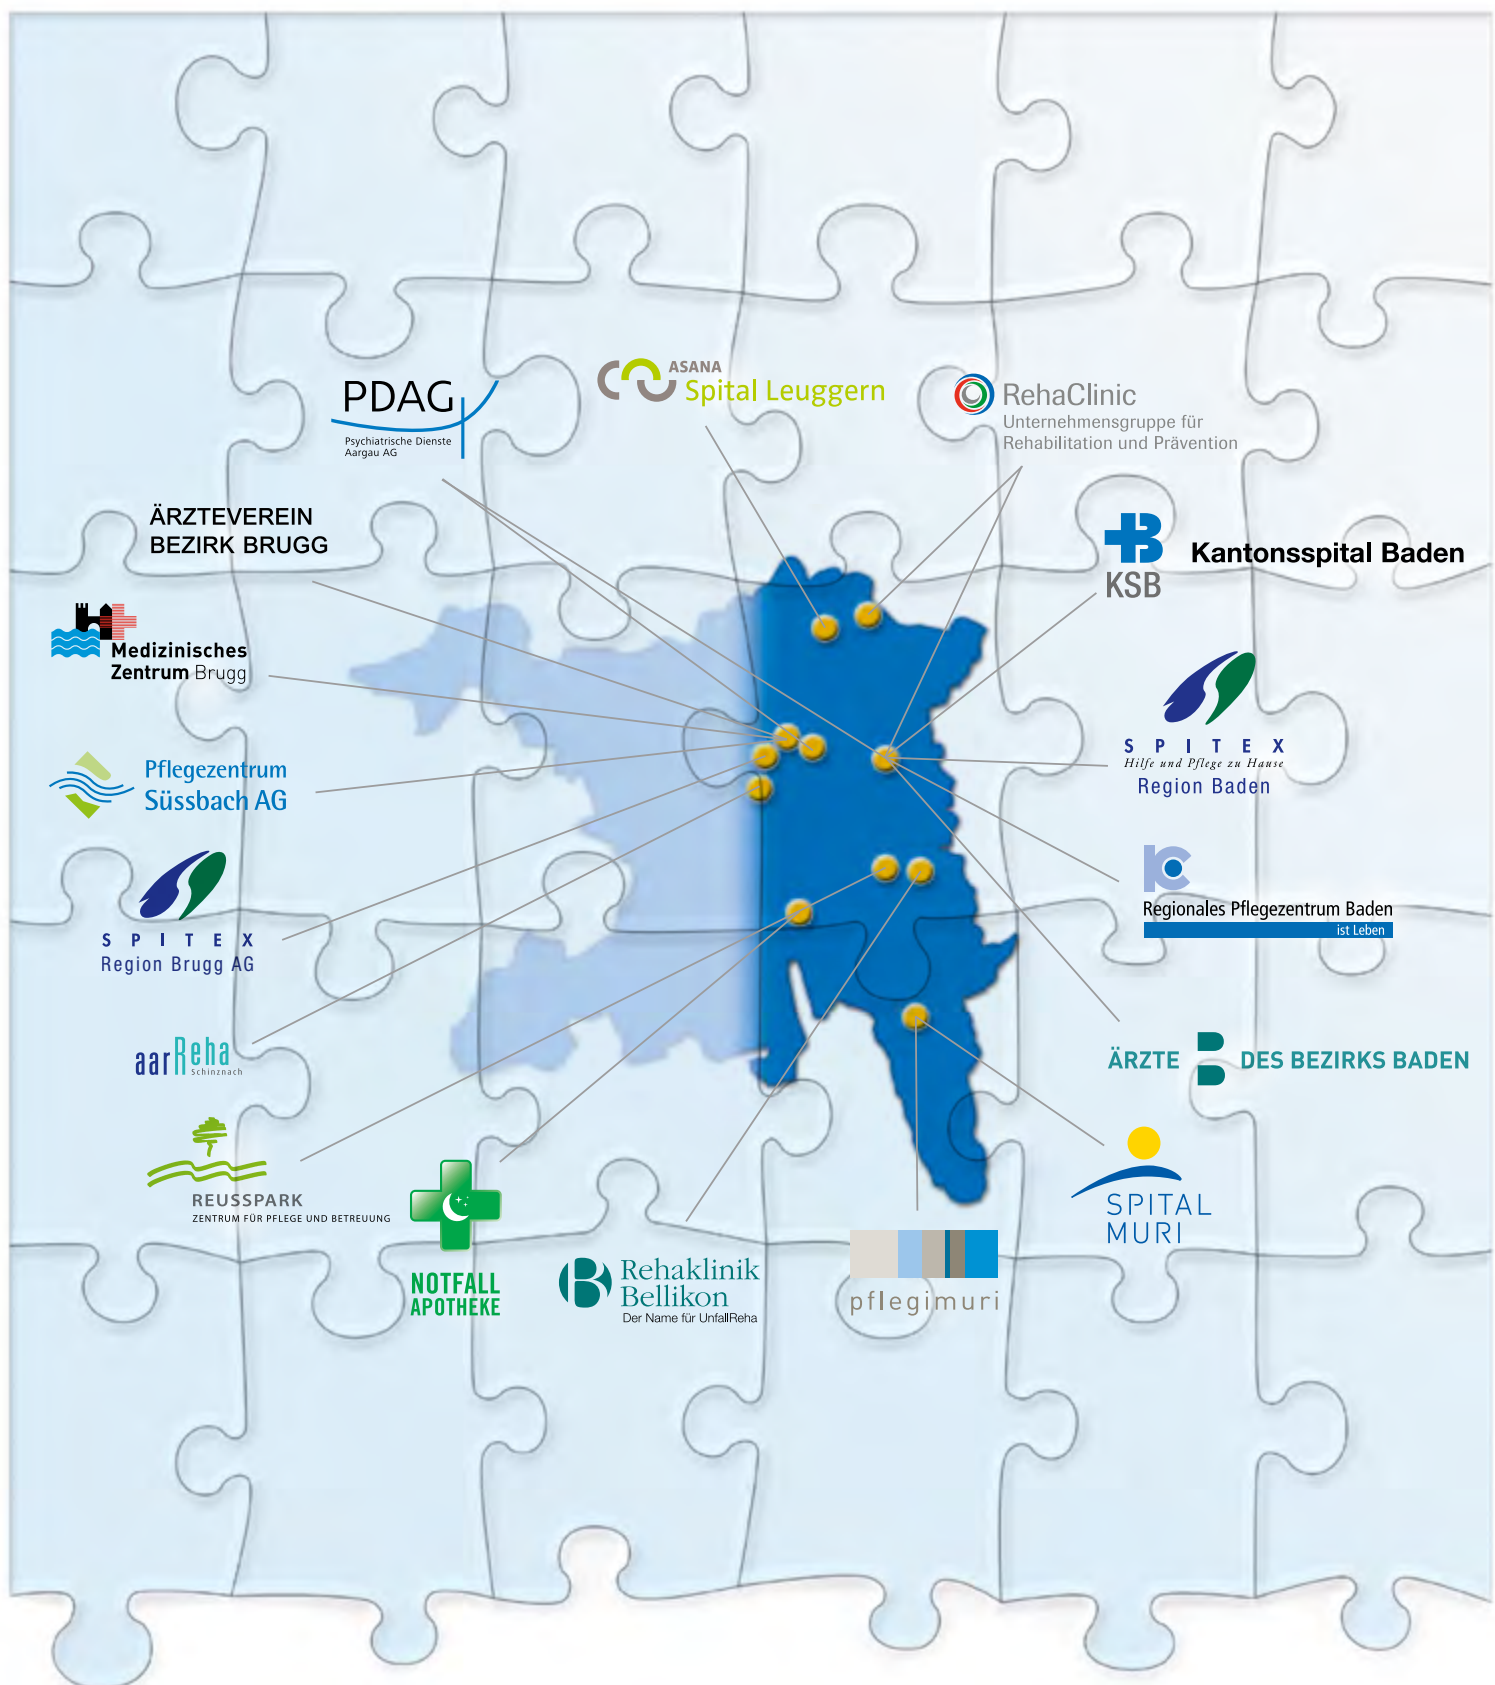 PDAG
Psychiatrische Dienste
Aargau AG
ASANA
Spital Leuggern
RehaClinic
Unternehmensgruppe für
Rehabilitation und Prävention
ÄRZTEVEREIN
BEZIRK BRUGG
KSB
Kantonsspital Baden
Medizinisches
Zentrum Brugg
SPITEX
Hilfe und Pflege zu Hause
Region Baden
Pflegezentrum
Süssbach AG
SPITEX
Region Brugg AG
Regionales Pflegezentrum Baden
ist Leben
aarReha
Schinznach
ÄRZTE DES BEZIRKS BADEN
REUSSPARK
ZENTRUM FÜR PFLEGE UND BETREUUNG
NOTFALL
APOTHEKE
Rehaklinik
Bellikon
Der Name für UnfallReha
pflegimuri
SPITAL
MURI